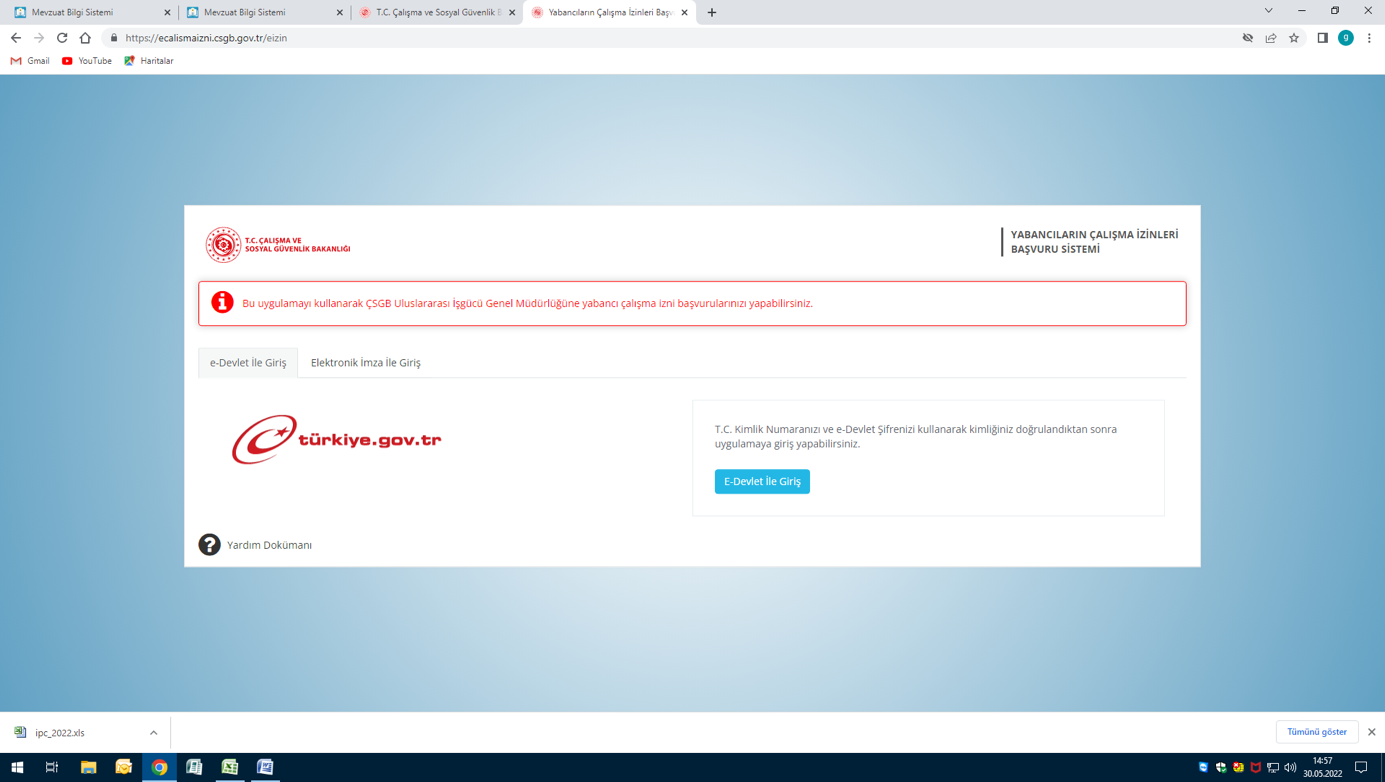 Mevzuat Bilgi Sistemi
Mevzuat Bilgi Sistemi
T.C. Çalışma ve Sosyal Güvenlik B
Yabancıların Çalışma İzinleri Başv
https://ecalismaizni.csgb.gov.tr/eizin
g
Gmail
YouTube
Haritalar
T.C. ÇALIŞMA VE
SOSYAL GÜVENLİK BAKANLIĞI
YABANCILARIN ÇALIŞMA İZİNLERİ
BAŞVURU SİSTEMİ
Bu uygulamayı kullanarak ÇSGB Uluslararası İşgücü Genel Müdürlüğüne yabancı çalışma izni başvurularınızı yapabilirsiniz.
e-Devlet İle Giriş
Elektronik İmza İle Giriş
türkiye.gov.tr
T.C. Kimlik Numaranızı ve e-Devlet Şifrenizi kullanarak kimliğiniz doğrulandıktan sonra
uygulamaya giriş yapabilirsiniz.
E-Devlet İle Giriş
Yardım Dokümanı
ipc_2022.xls
Tümünü göster
14:57
30.05.2022